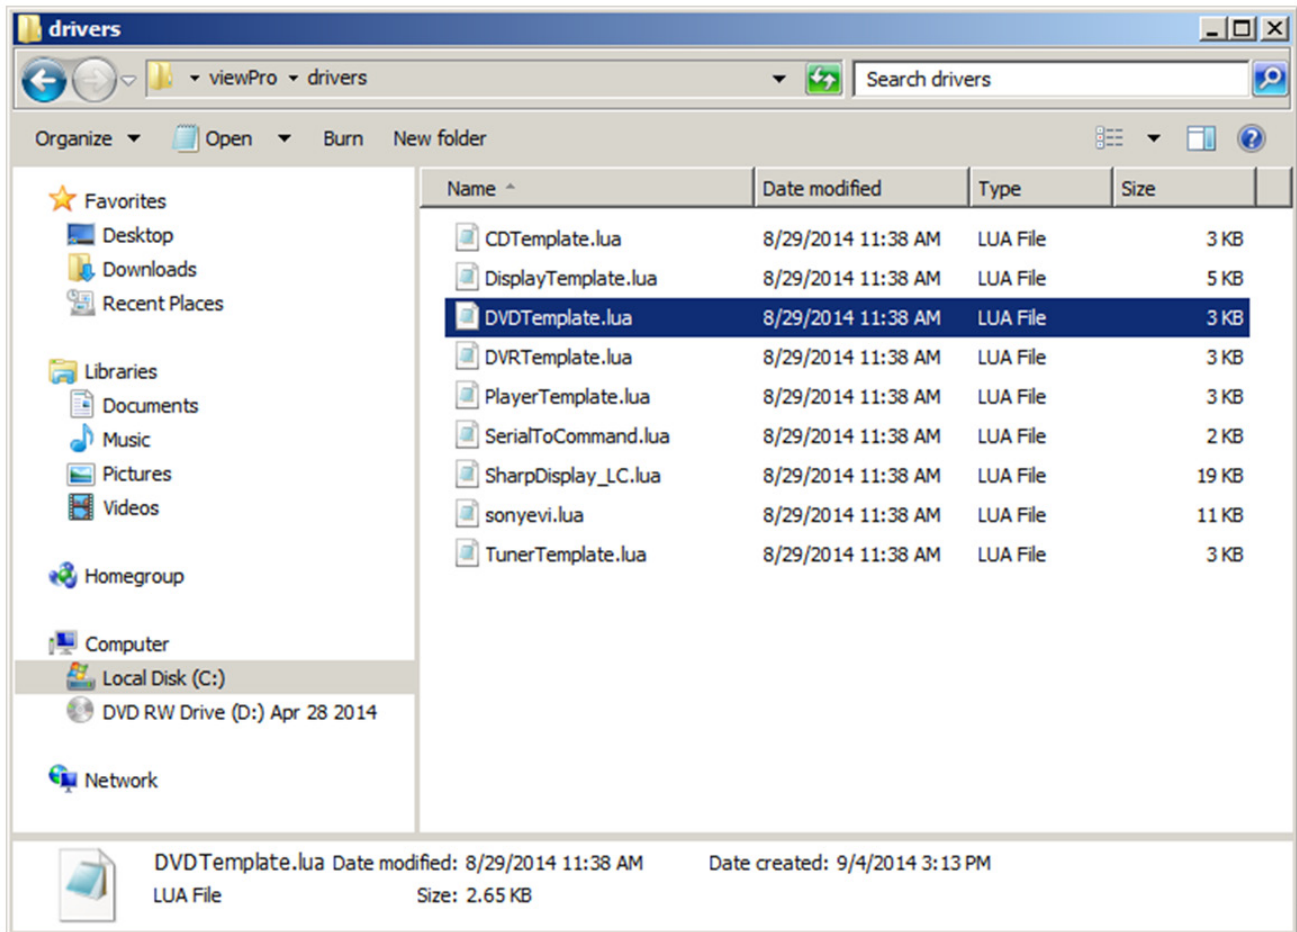 drivers
viewPro drivers
Search drivers
Organize Open Burn New folder
Favorites
Desktop
Downloads
Recent Places
Libraries
Documents
Music
Pictures
Videos
Homegroup
Computer
Local Disk (C:)
DVD RW Drive (D:) Apr 28 2014
Network
Name Date modified Type Size
CDTemplate.lua 8/29/2014 11:38 AM LUA File 3 KB
DisplayTemplate.lua 8/29/2014 11:38 AM LUA File 5 KB
DVDTemplate.lua 8/29/2014 11:38 AM LUA File 3 KB
DVRTemplate.lua 8/29/2014 11:38 AM LUA File 3 KB
PlayerTemplate.lua 8/29/2014 11:38 AM LUA File 3 KB
SerialToCommand.lua 8/29/2014 11:38 AM LUA File 2 KB
SharpDisplay_LC.lua 8/29/2014 11:38 AM LUA File 19 KB
sonyevi.lua 8/29/2014 11:38 AM LUA File 11 KB
TunerTemplate.lua 8/29/2014 11:38 AM LUA File 3 KB
DVDTemplate.lua Date modified: 8/29/2014 11:38 AM Date created: 9/4/2014 3:13 PM
LUA File Size: 2.65 KB